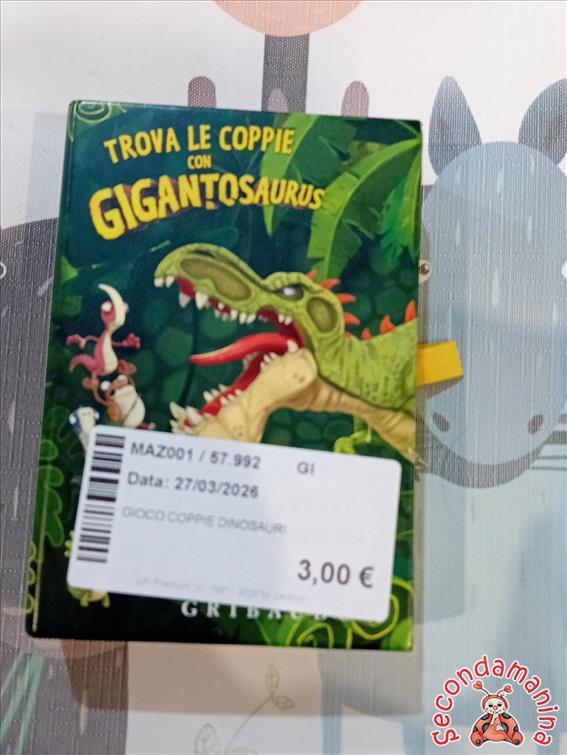 TROVA LE COPPIE
CON
GIGANTOSAURUS
MAZ001 / 57.992 GI
Data: 27/03/2026
GIOCO COPPIE DINOSAURI
3,00 €
GRIBAUDO
Secondamanina